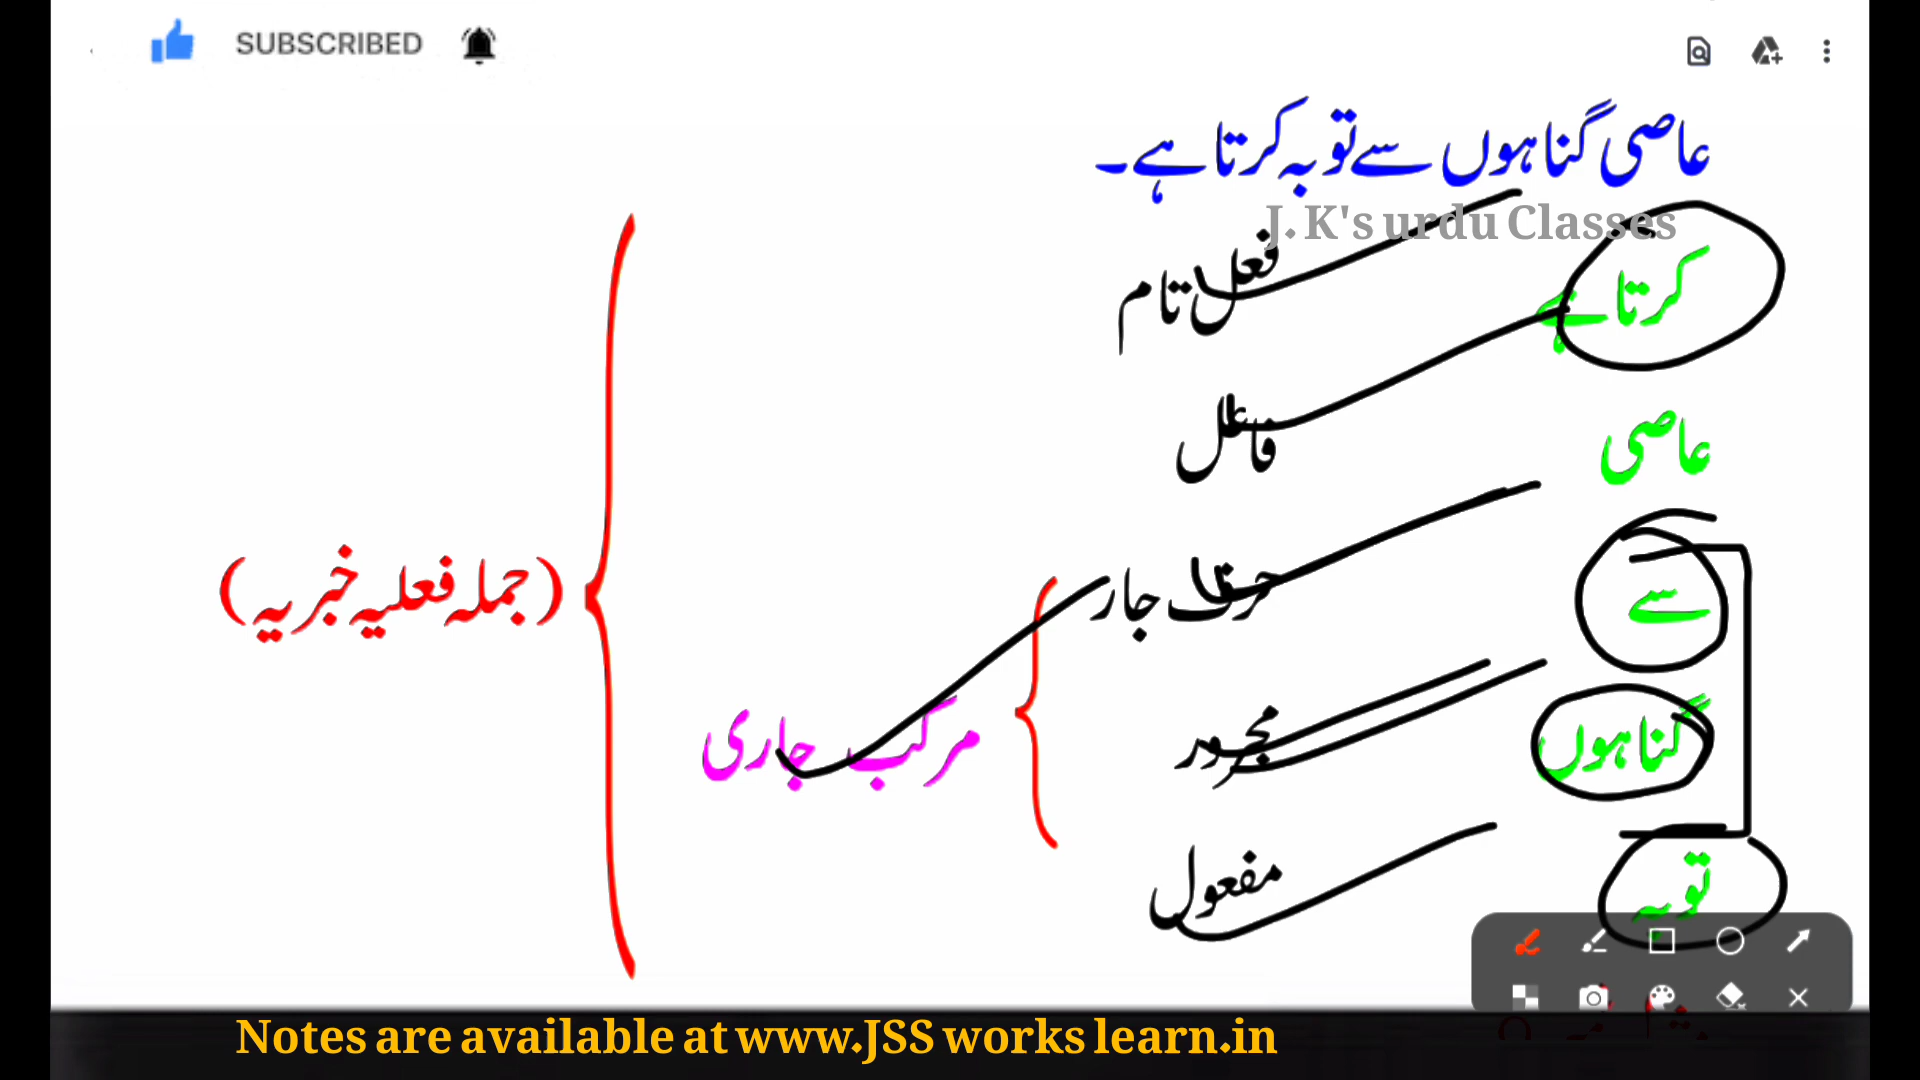 SUBSCRIBED
عاصی گناہوں سے توبہ کرتا ہے۔
J. K's urdu Classes
کرتا ہے فعل تام
عاصی فاعل
سے حرف جار
(جملہ فعلیہ خبریہ)
گناہوں مجرور
مرکب جاری
توبہ مفعول
Notes are available at www.JSS works learn.in